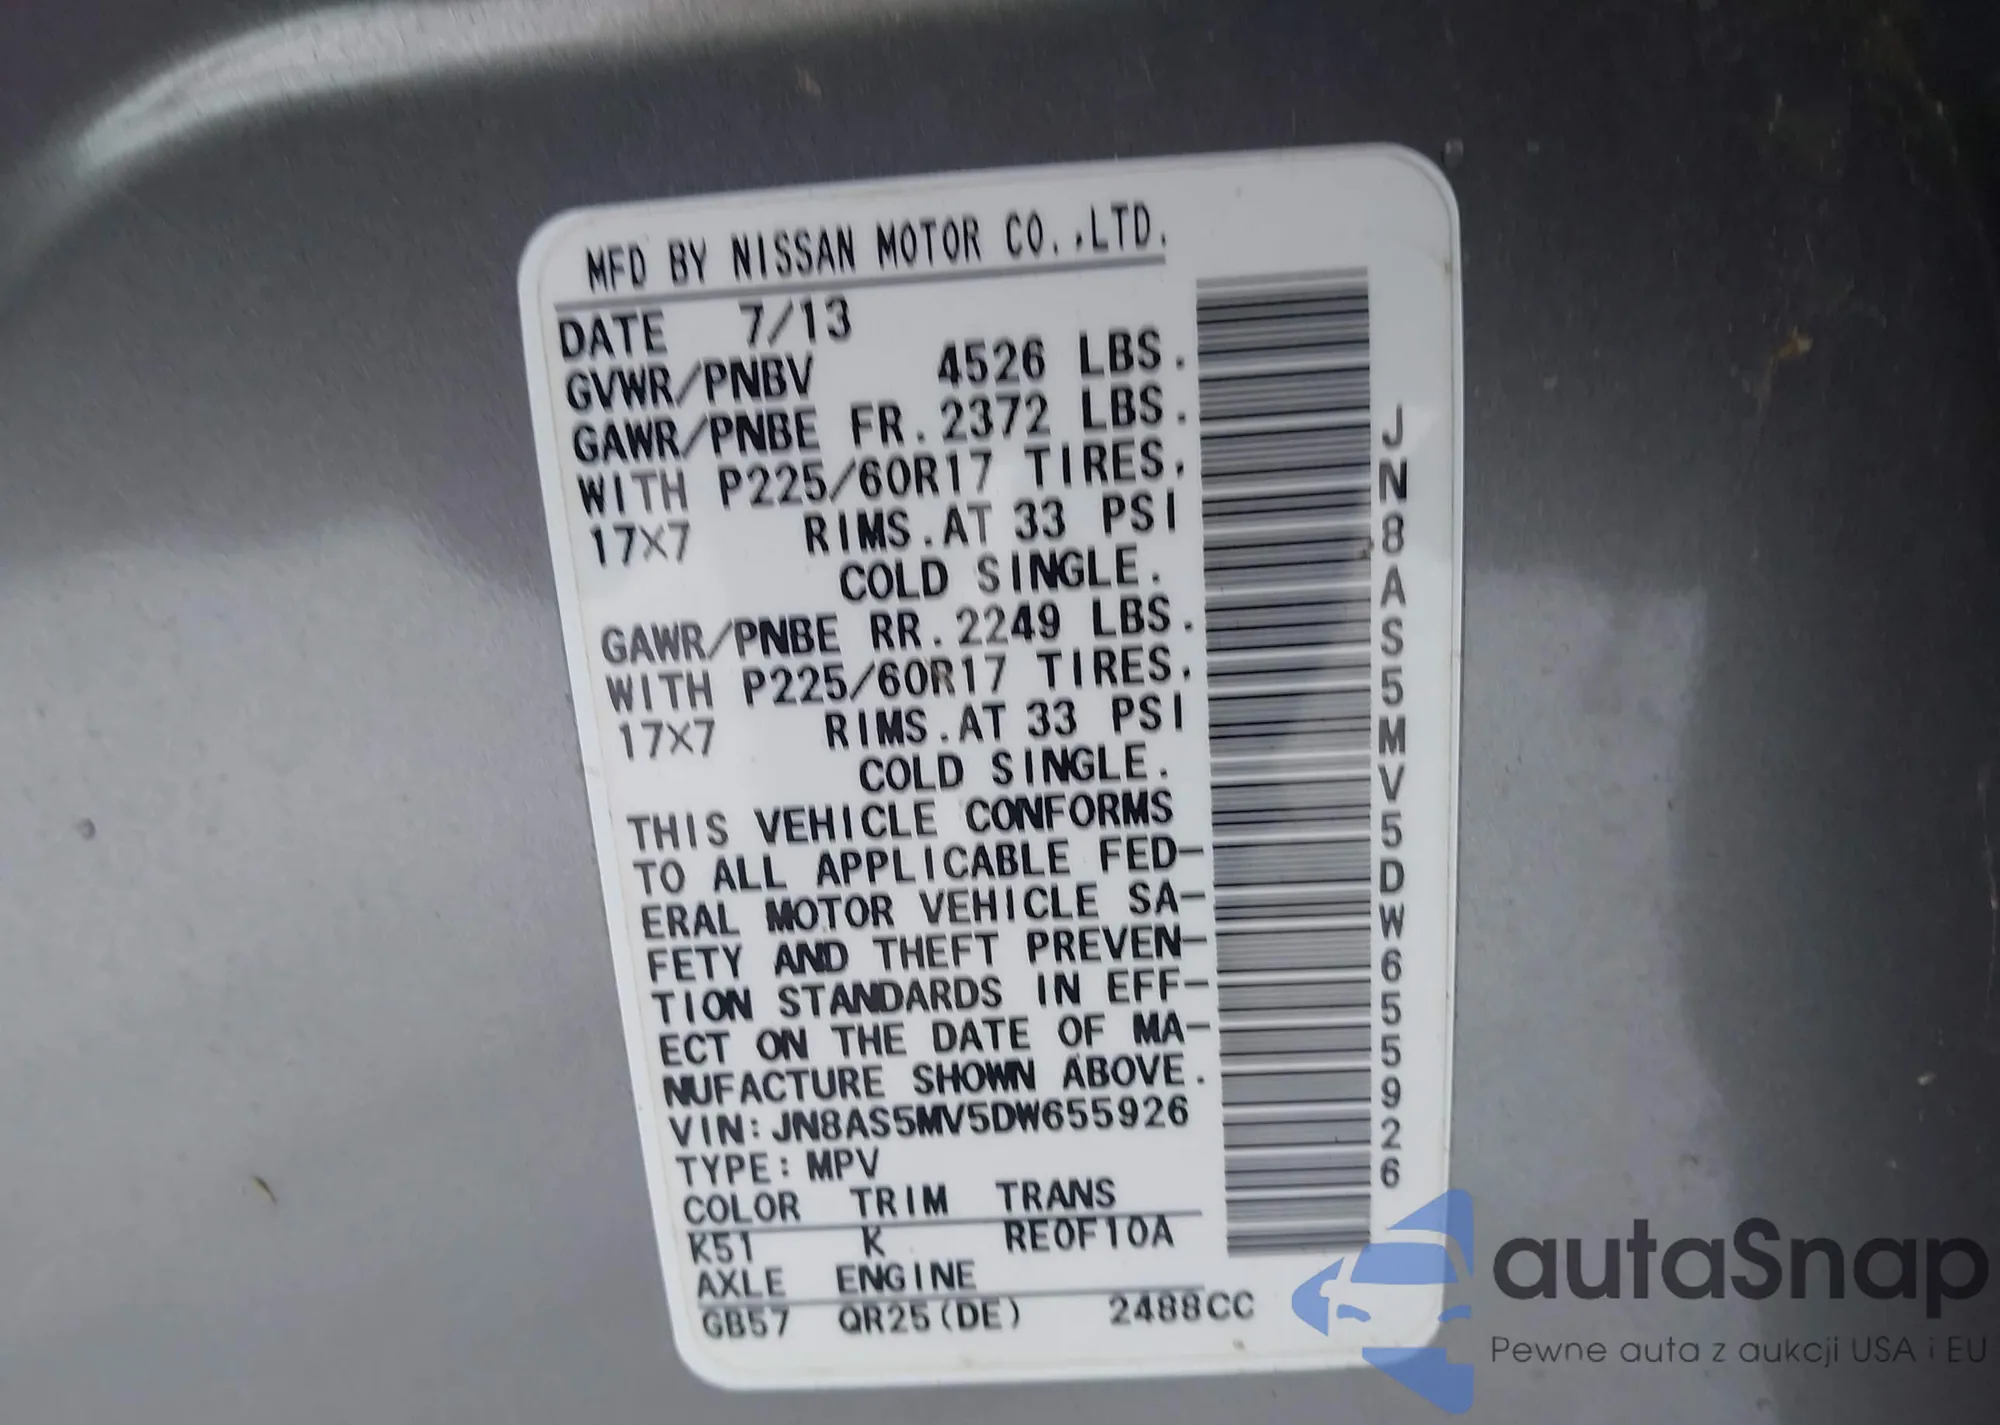 MFD BY NISSAN MOTOR CO.,LTD.
DATE 7/13
GVWR/PNBV 4526 LBS.
GAWR/PNBE FR.2372 LBS.
WITH P225/60R17 TIRES,
17X7 RIMS.AT 33 PSI
COLD SINGLE.
GAWR/PNBE RR.2249 LBS.
WITH P225/60R17 TIRES.
17X7 RIMS.AT 33 PSI
COLD SINGLE.
THIS VEHICLE CONFORMS
TO ALL APPLICABLE FED-
ERAL MOTOR VEHICLE SA-
FETY AND THEFT PREVEN-
TION STANDARDS IN EFF-
ECT ON THE DATE OF MA-
NUFACTURE SHOWN ABOVE.
VIN:JN8AS5MV5DW655926
TYPE:MPV
COLOR TRIM TRANS
K51 K RE0F10A
AXLE ENGINE
GB57 QR25(DE) 2488CC
JN8AS5MV5DW655926
autaSnap
Pewne auta z aukcji USA i EU